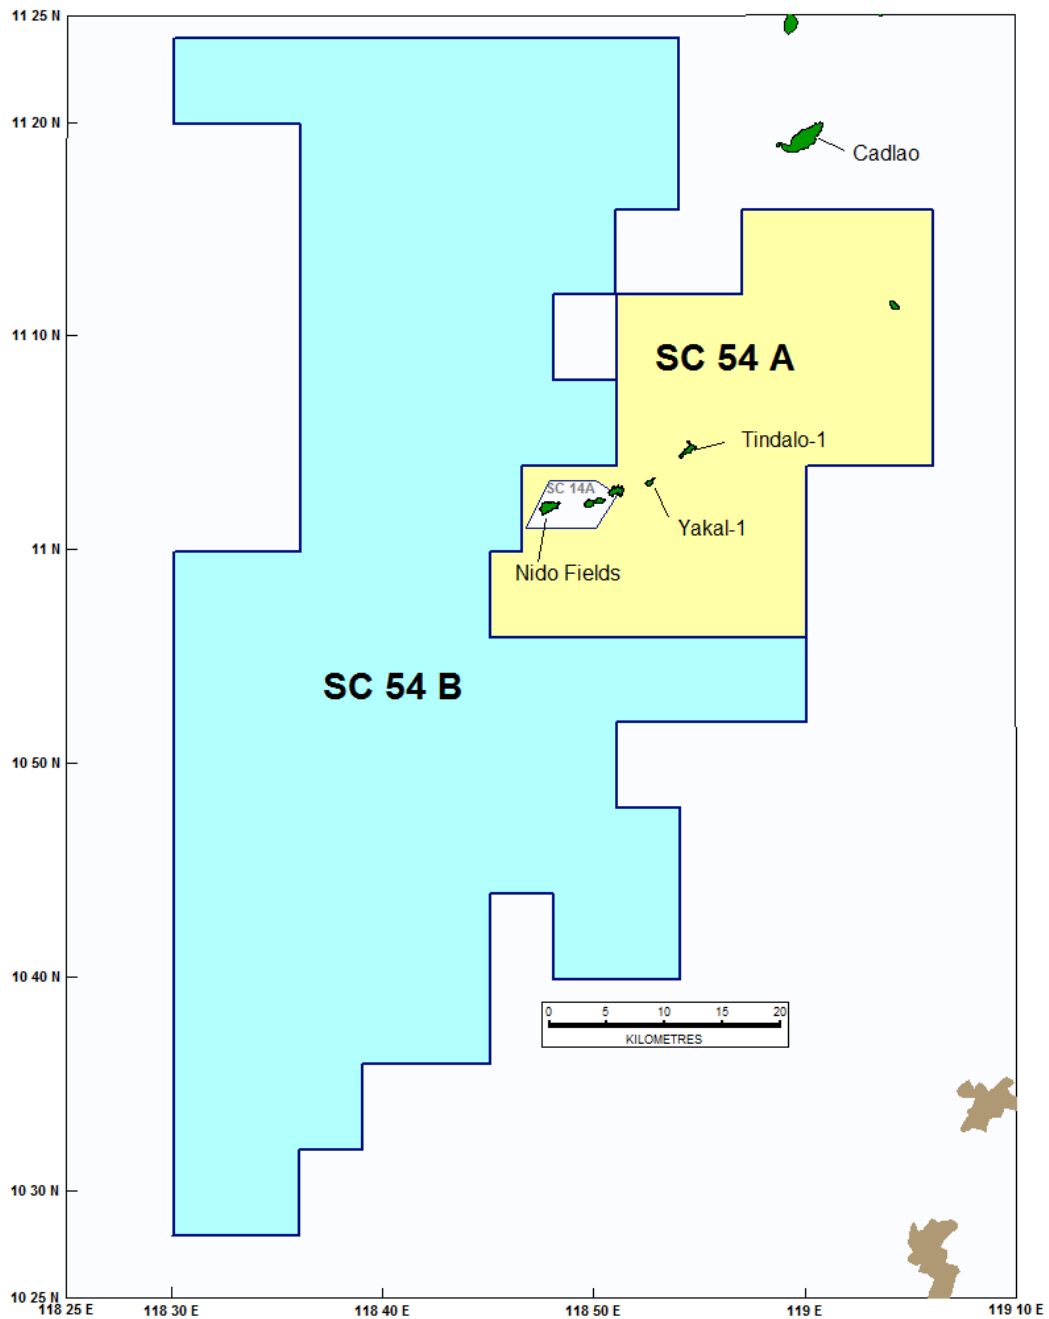 11 25 N
11 20 N
Cadlao
11 10 N
SC 54 A
Tindalo-1
SC 14A
Yakal-1
11 N
Nido Fields
SC 54 B
10 50 N
10 40 N
0 5 10 15 20
KILOMETRES
10 30 N
10 25 N
118 25 E 118 30 E 118 40 E 118 50 E 119 E 119 10 E